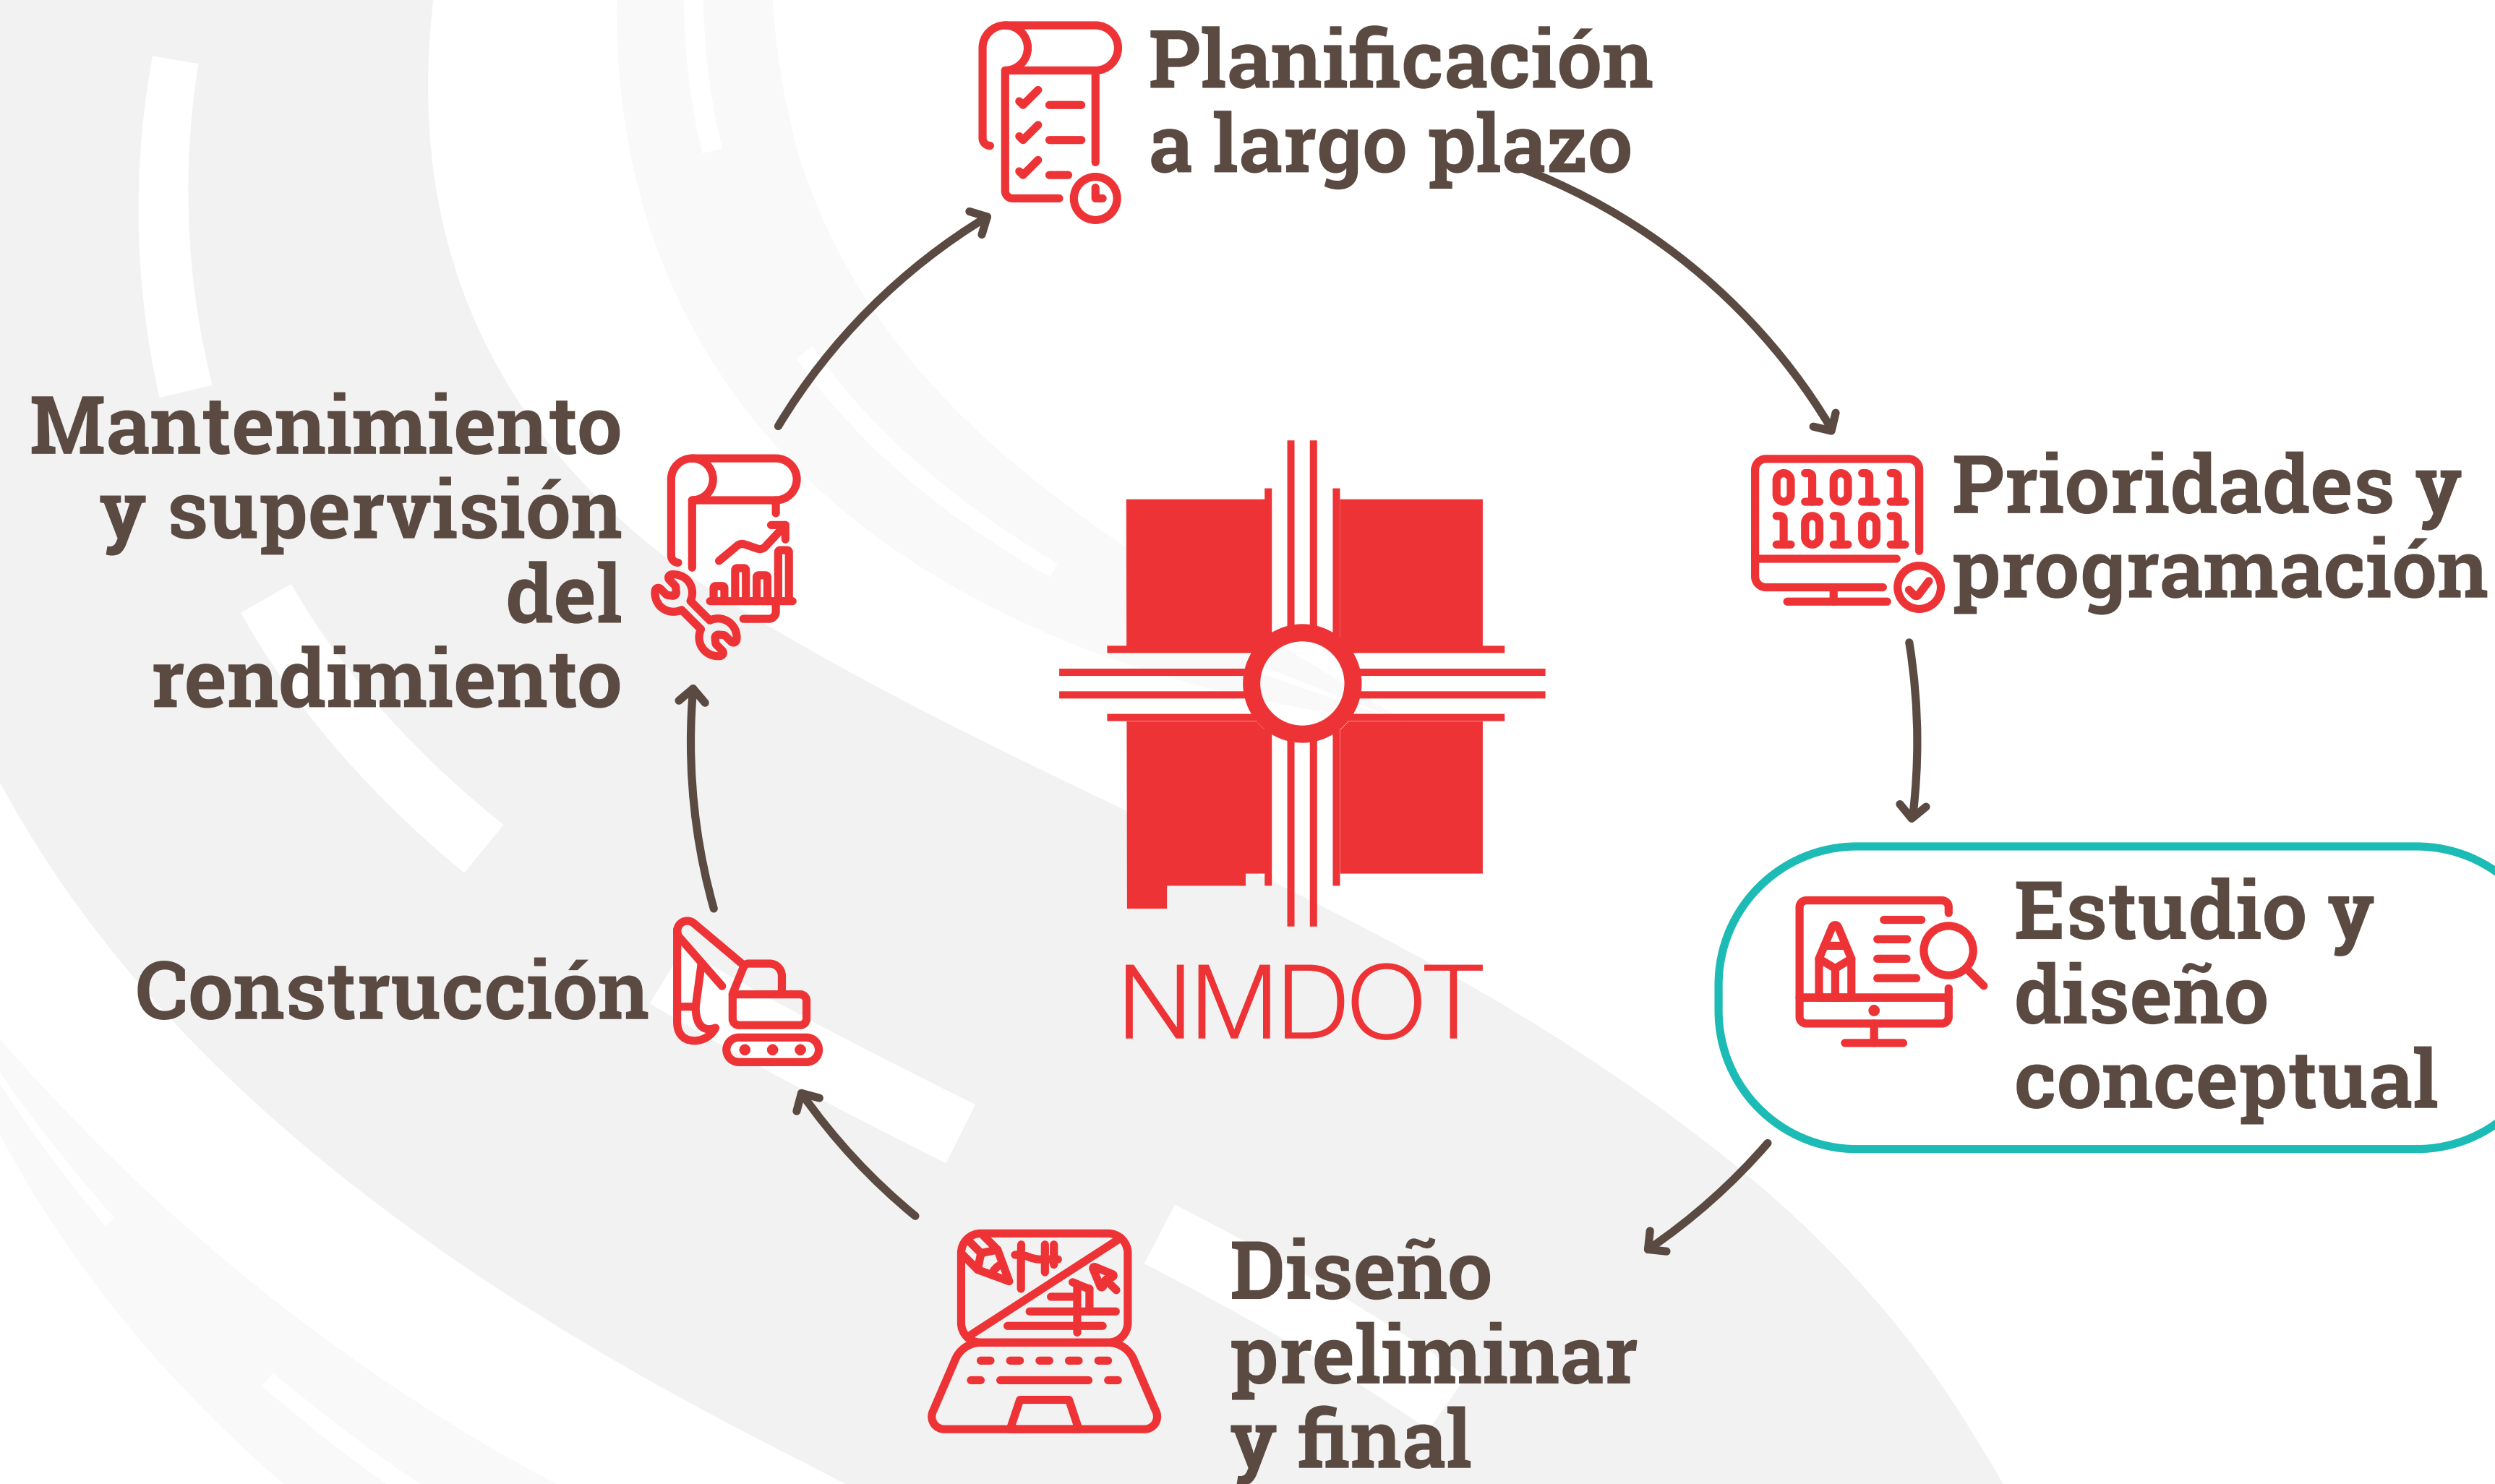 Planificación
a largo plazo
Prioridades y
programación
01011
10101
Estudio y
diseño
conceptual
Diseño
preliminar
y final
Construcción
Mantenimiento
y supervisión
del
rendimiento
NMDOT